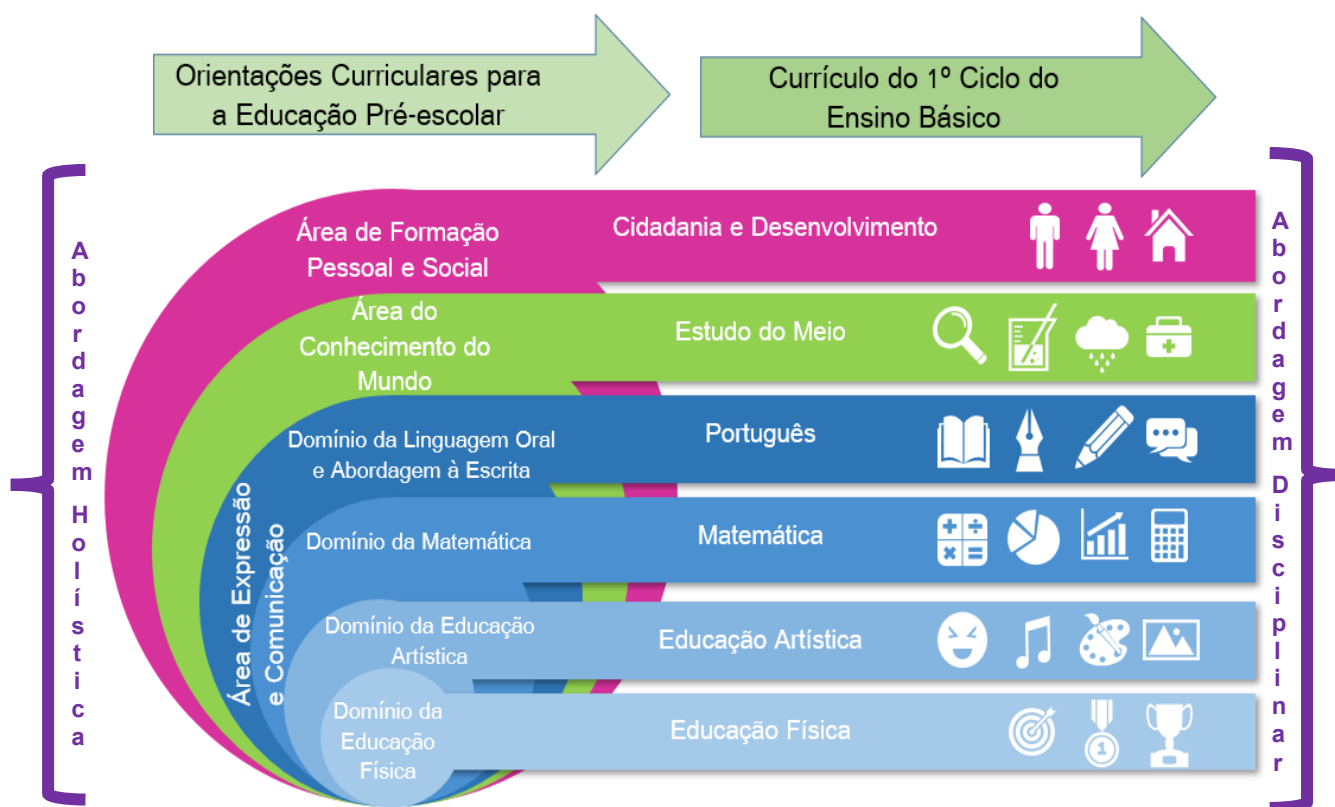 Orientações Curriculares para
a Educação Pré-escolar
Currículo do 1º Ciclo do
Ensino Básico
Abordagem Holística
Área de Formação
Pessoal e Social
Cidadania e Desenvolvimento
Área do
Conhecimento do
Mundo
Estudo do Meio
Área de Expressão
e Comunicação
Domínio da Linguagem Oral
e Abordagem à Escrita
Português
Domínio da Matemática
Matemática
Domínio da Educação
Artística
Educação Artística
Domínio da
Educação
Física
Educação Física
1
Abordagem Disciplinar